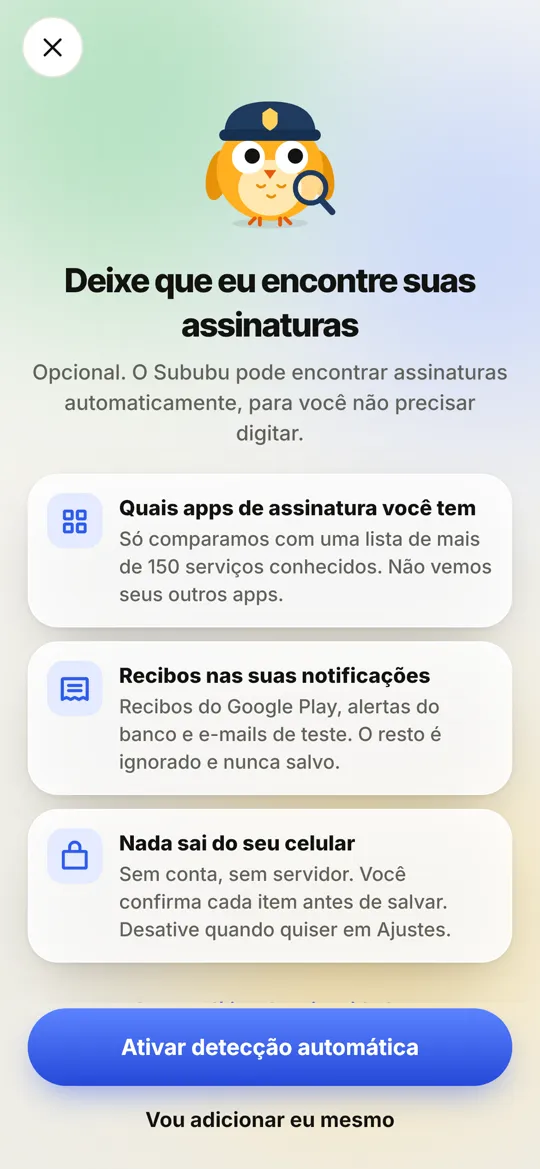 Deixe que eu encontre suas
assinaturas
Opcional. O Sububu pode encontrar assinaturas
automaticamente, para você não precisar
digitar.
Quais apps de assinatura você tem
Só comparamos com uma lista de mais
de 150 serviços conhecidos. Não vemos
seus outros apps.
Recibos nas suas notificações
Recibos do Google Play, alertas do
banco e e-mails de teste. O resto é
ignorado e nunca salvo.
Nada sai do seu celular
Sem conta, sem servidor. Você
confirma cada item antes de salvar.
Desative quando quiser em Ajustes.
Ativar detecção automática
Vou adicionar eu mesmo